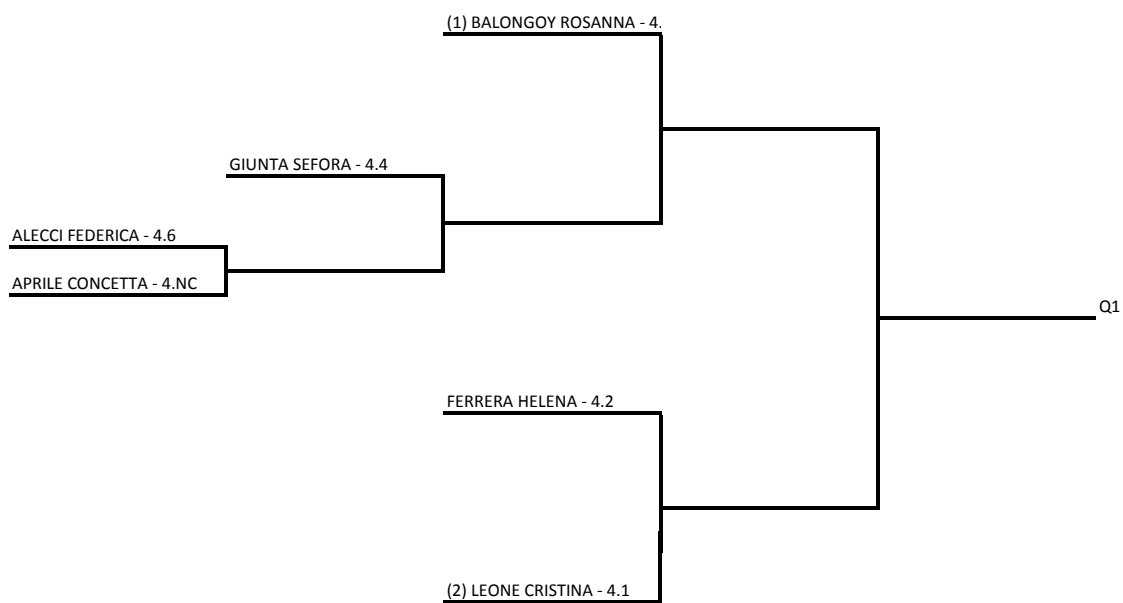 (1) BALONGOY ROSANNA - 4.
GIUNTA SEFORA - 4.4
ALECCI FEDERICA - 4.6
APRILE CONCETTA - 4.NC
Q1
FERRERA HELENA - 4.2
(2) LEONE CRISTINA - 4.1